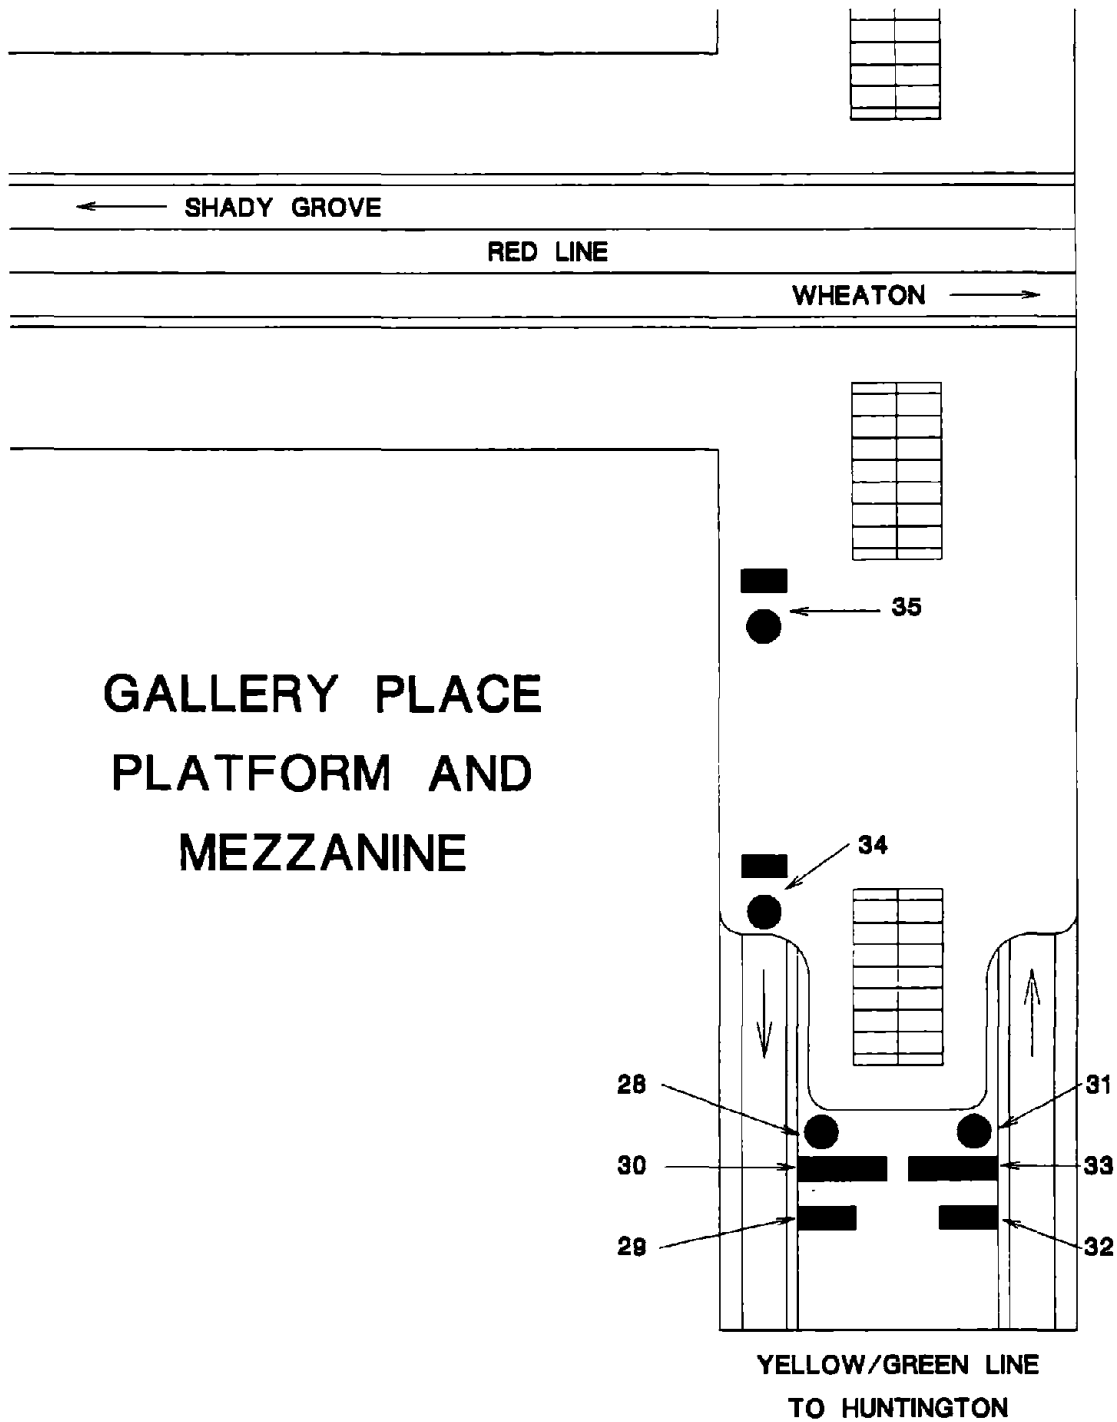 SHADY GROVE
RED LINE
WHEATON
35
GALLERY PLACE
PLATFORM AND
MEZZANINE
34
28
31
30
33
29
32
YELLOW/GREEN LINE
TO HUNTINGTON